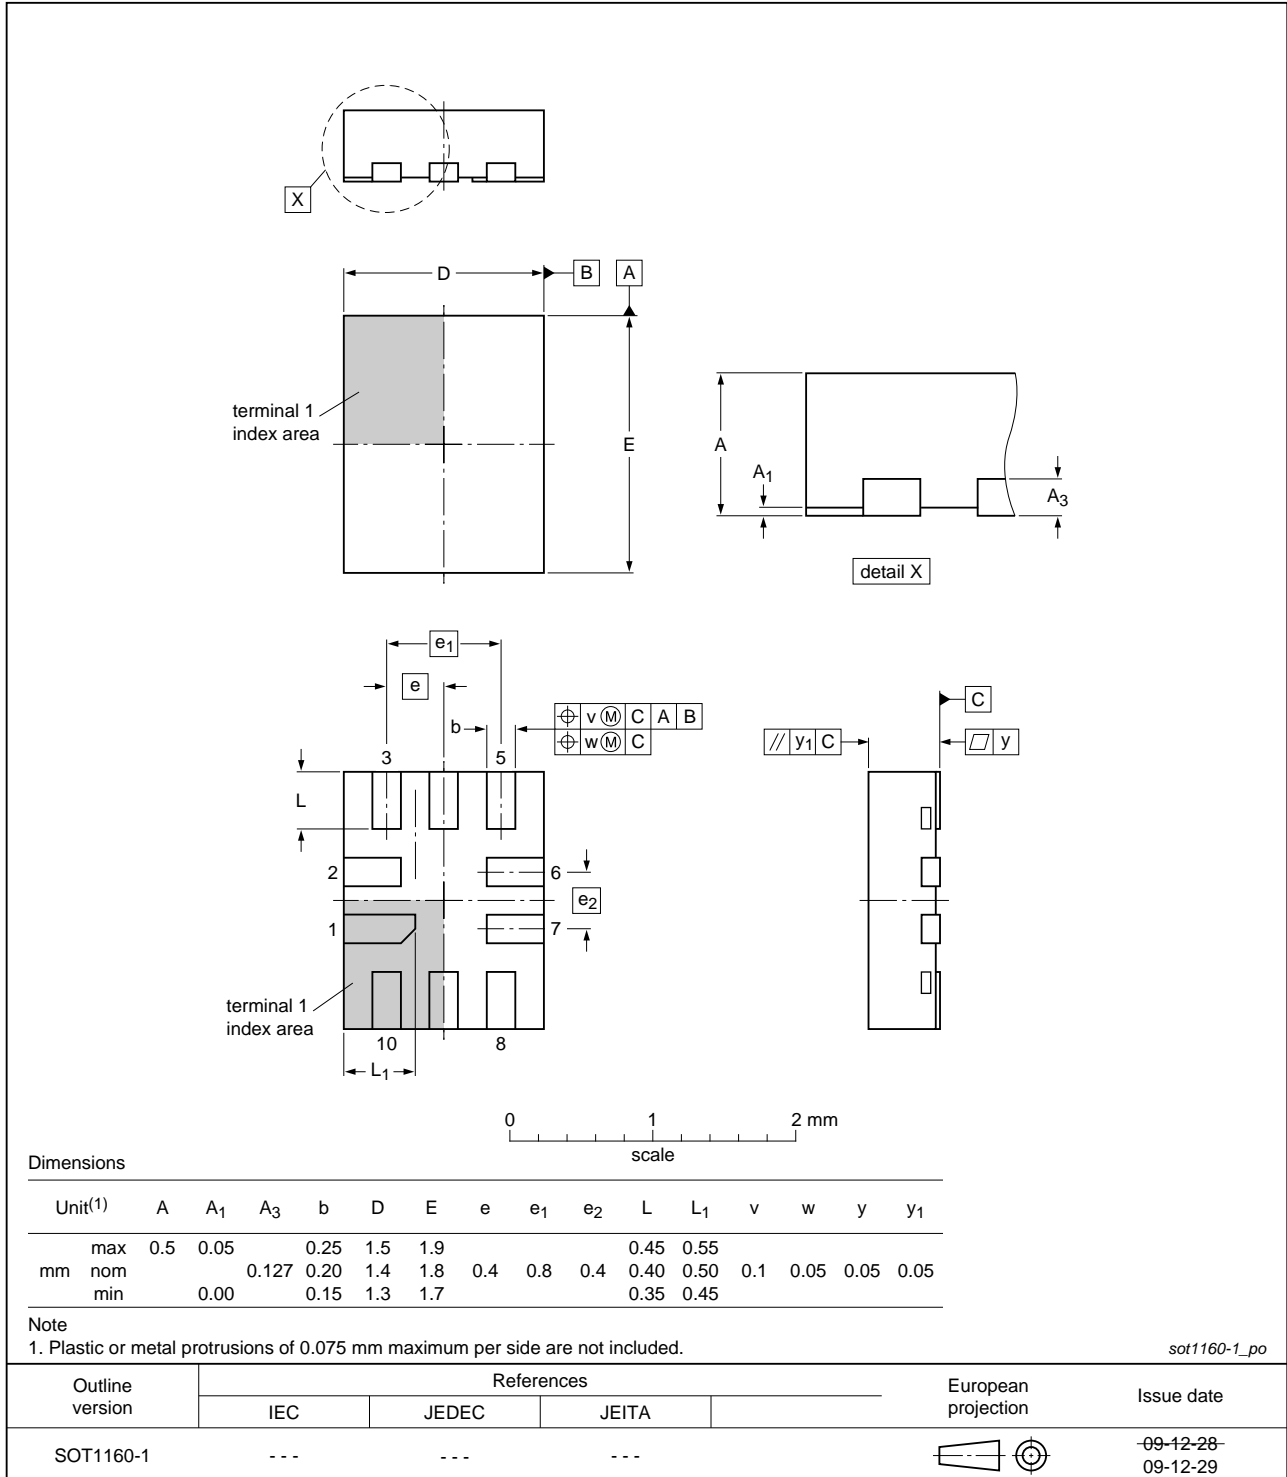 X
D
B
A
terminal 1
index area
E
A
A1
A3
detail X
e1
e
b
v Ⓜ C A B
w Ⓜ C
3
5
L
2
6
e2
1
7
terminal 1
index area
10
8
L1
C
// y1 C
y
0 1 2 mm
scale
Dimensions
Unit(1) A A1 A3 b D E e e1 e2 L L1 v w y y1
max 0.5 0.05 0.25 1.5 1.9 0.45 0.55
mm nom 0.127 0.20 1.4 1.8 0.4 0.8 0.4 0.40 0.50 0.1 0.05 0.05 0.05
min 0.00 0.15 1.3 1.7 0.35 0.45
Note
1. Plastic or metal protrusions of 0.075 mm maximum per side are not included.
sot1160-1_po
Outline version
References
IEC JEDEC JEITA
European projection
Issue date
SOT1160-1 - - - - - - - - -
09-12-28
09-12-29